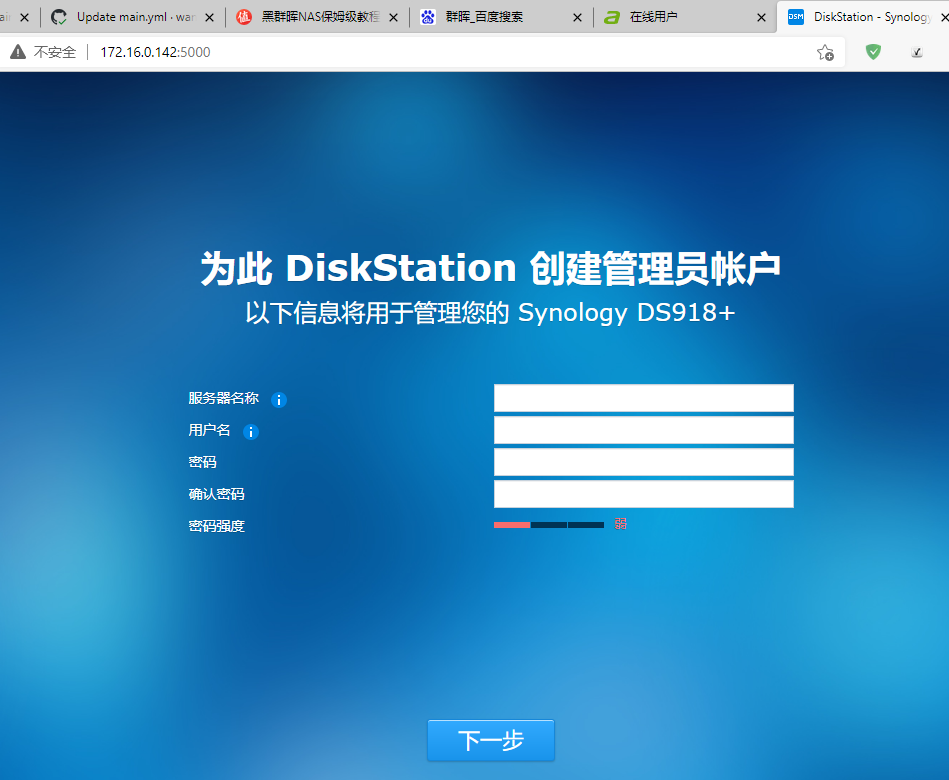 Update main.yml · war
黑群晖NAS保姆级教程
群晖_百度搜索
在线用户
DSM
DiskStation - Synology
不安全
172.16.0.142:5000
为此 DiskStation 创建管理员帐户
以下信息将用于管理您的 Synology DS918+
服务器名称
用户名
密码
确认密码
密码强度
弱
下一步